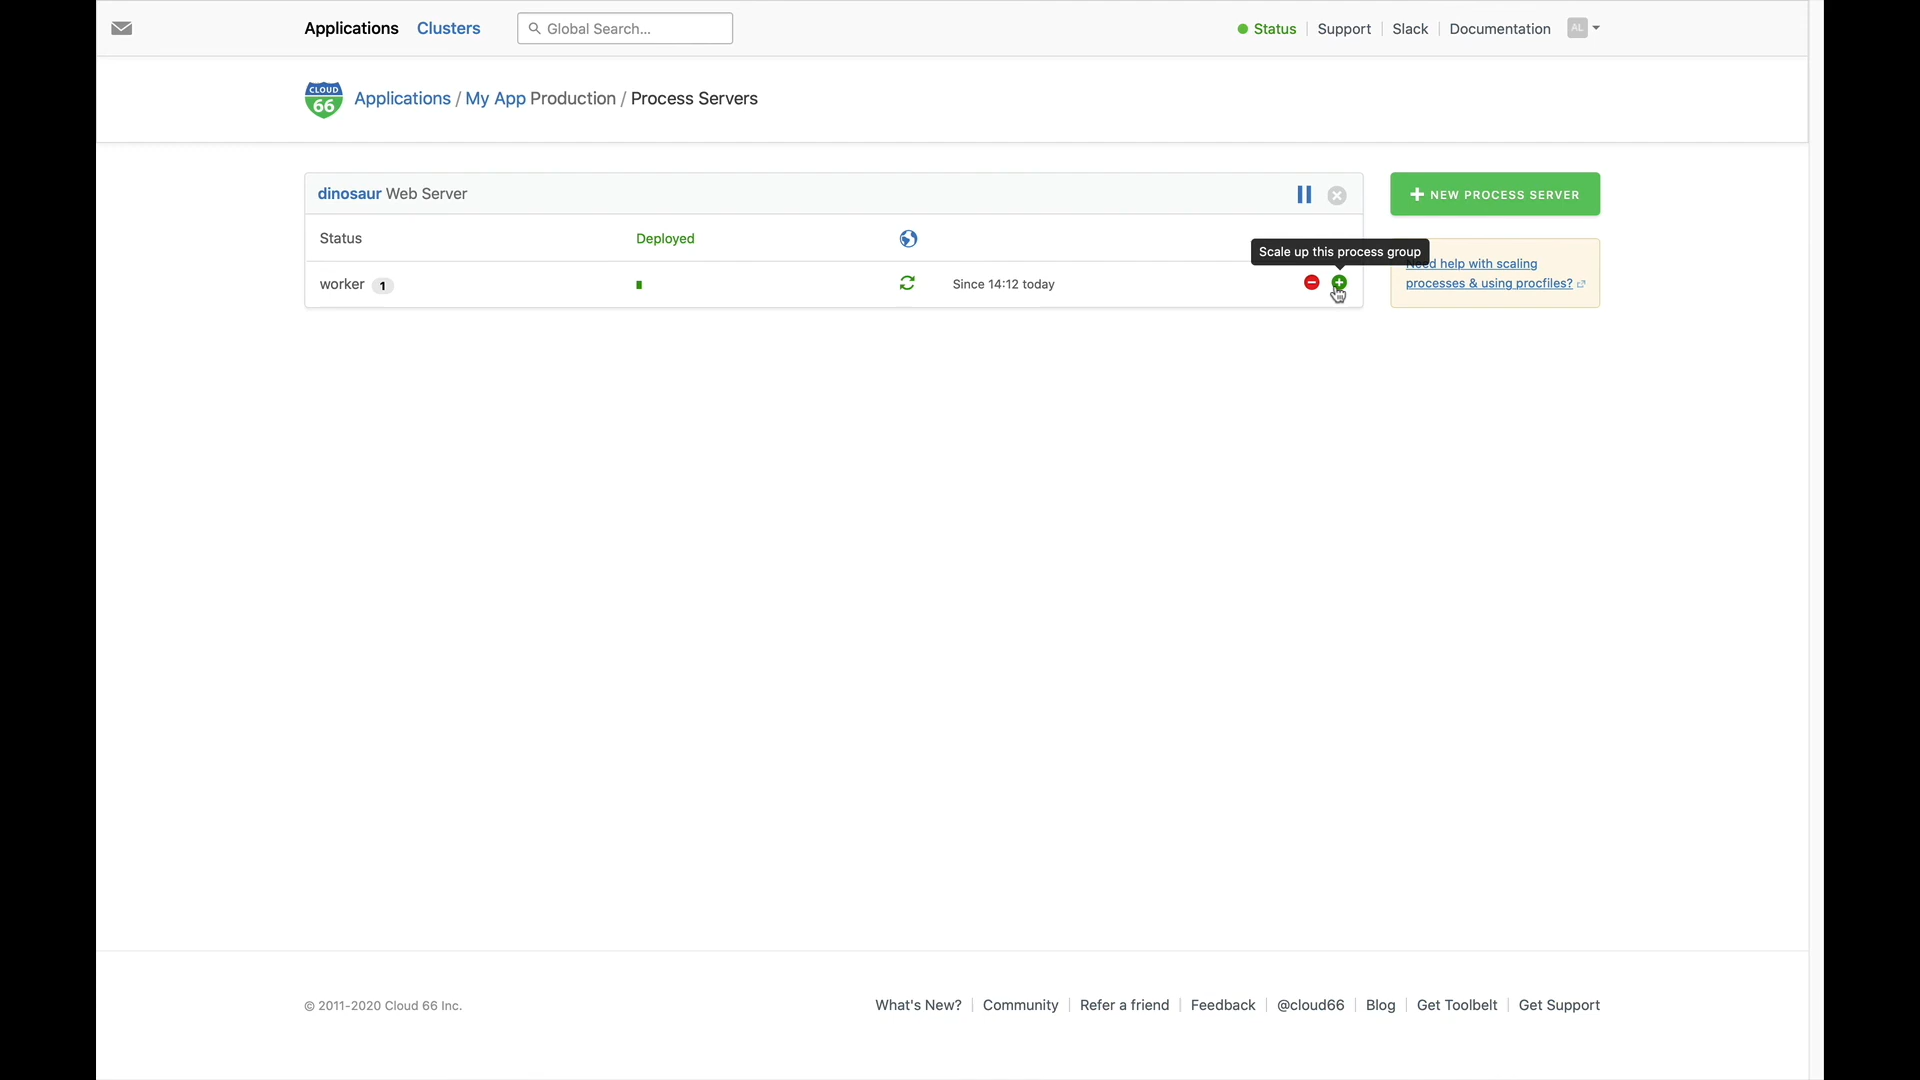 Applications Clusters Global Search... Status Support Slack Documentation AL
CLOUD 66 Applications / My App Production / Process Servers
dinosaur Web Server
NEW PROCESS SERVER
Status Deployed
Scale up this process group
help with scaling
processes & using procfiles?
worker 1 Since 14:12 today
© 2011-2020 Cloud 66 Inc. What's New? Community Refer a friend Feedback @cloud66 Blog Get Toolbelt Get Support